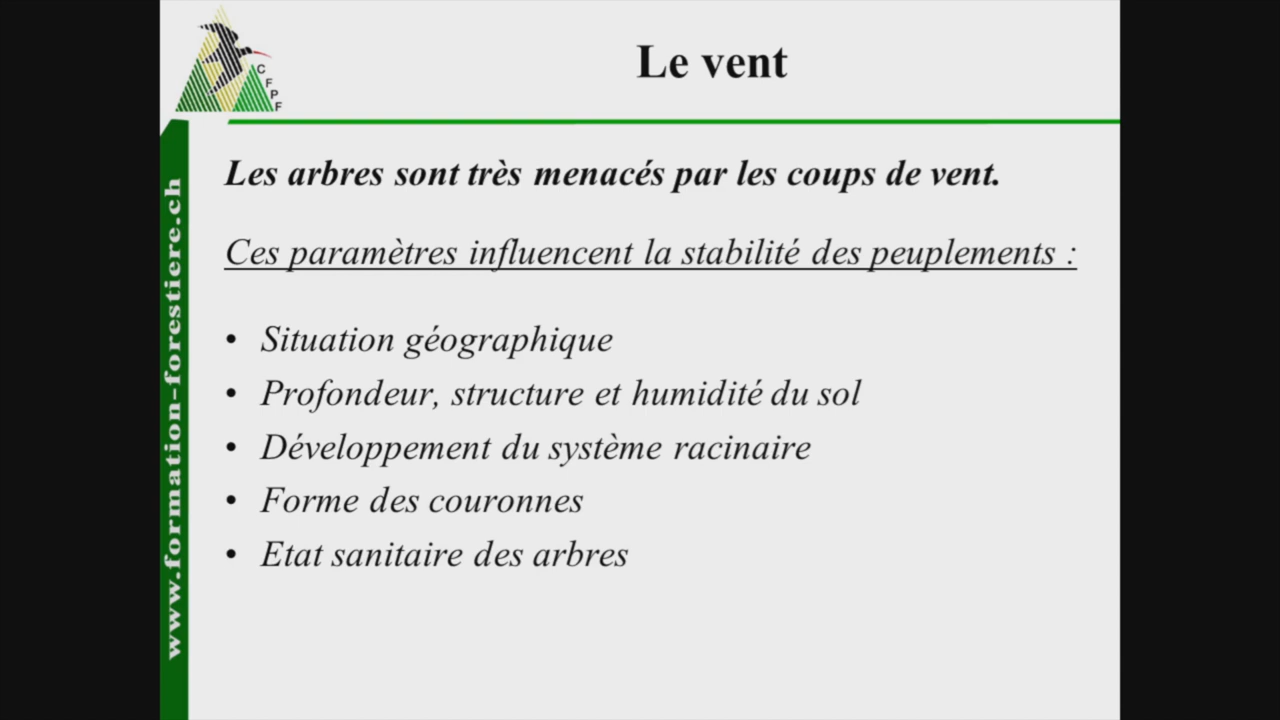 C
F
P
F
Le vent
www.formation-forestiere.ch
Les arbres sont très menacés par les coups de vent.
Ces paramètres influencent la stabilité des peuplements :
• Situation géographique
• Profondeur, structure et humidité du sol
• Développement du système racinaire
• Forme des couronnes
• Etat sanitaire des arbres